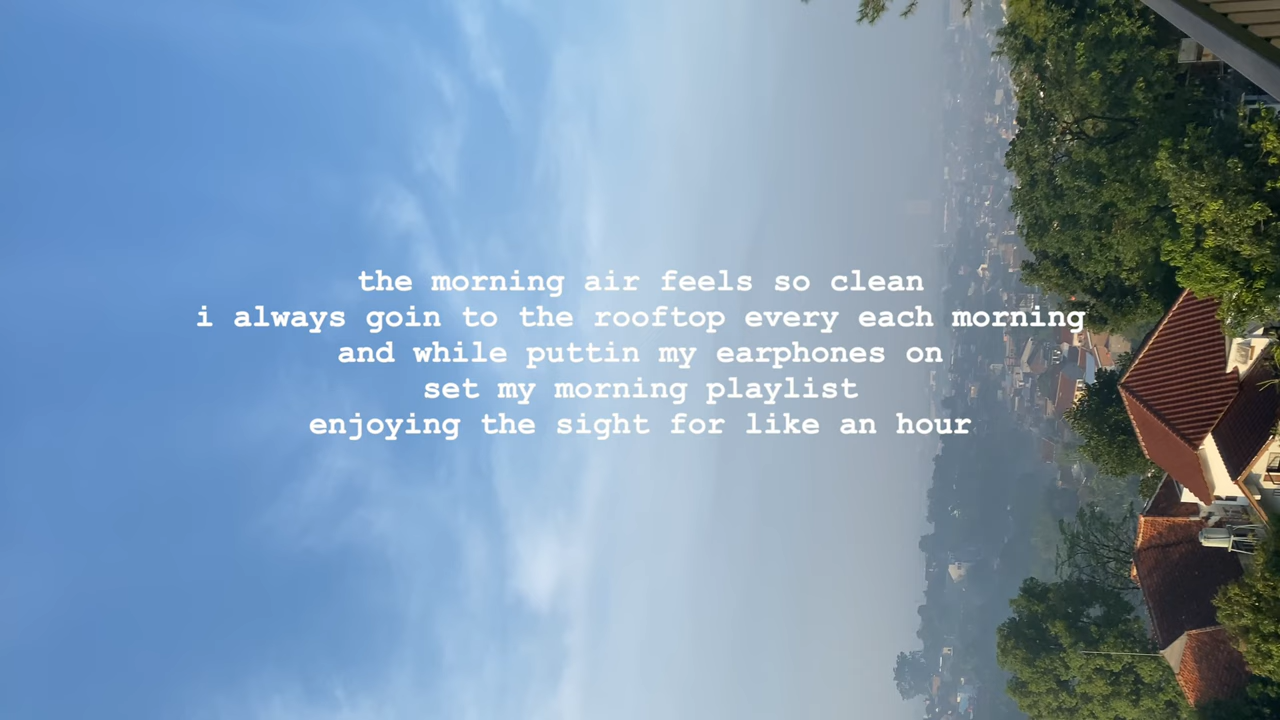 the morning air feels so clean
i always goin to the rooftop every each morning
and while puttin my earphones on
set my morning playlist
enjoying the sight for like an hour